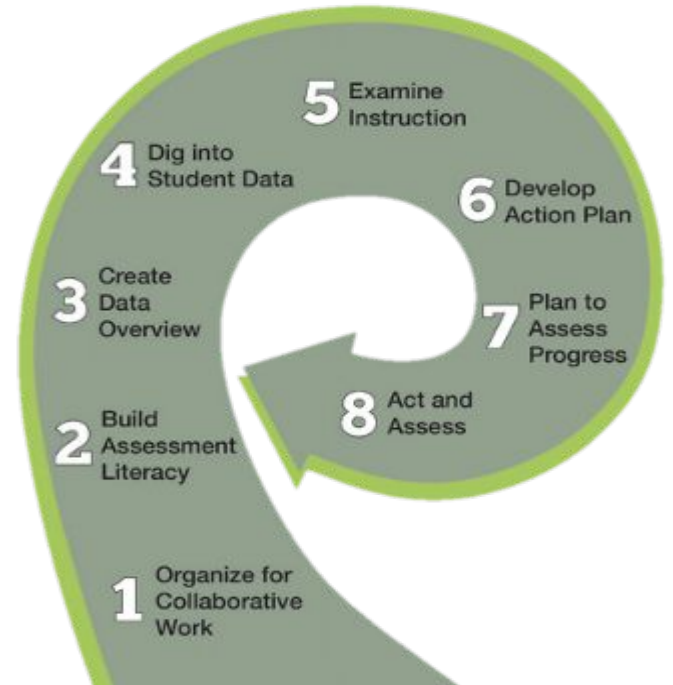 1 Organize for
Collaborative
Work
2 Build
Assessment
Literacy
3 Create
Data
Overview
4 Dig into
Student Data
5 Examine
Instruction
6 Develop
Action Plan
7 Plan to
Assess
Progress
8 Act and
Assess